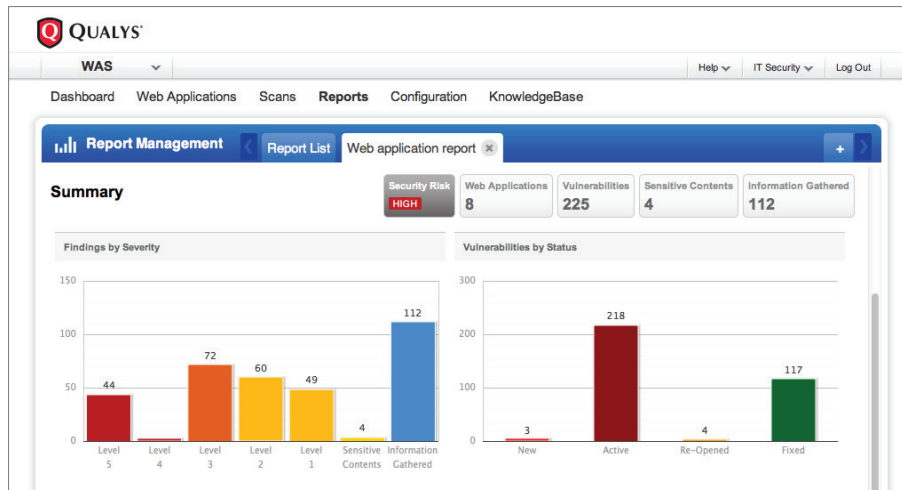 QUALYS®
WAS
Help
IT Security
Log Out
Dashboard
Web Applications
Scans
Reports
Configuration
KnowledgeBase
Report Management
Report List
Web application report
+
Summary
Security Risk
HIGH
Web Applications
8
Vulnerabilities
225
Sensitive Contents
4
Information Gathered
112
Findings by Severity
150
100
50
0
44
72
60
49
4
112
Level
5
Level
4
Level
3
Level
2
Level
1
Sensitive
Contents
Information
Gathered
Vulnerabilities by Status
300
200
100
0
3
218
4
117
New
Active
Re-Opened
Fixed